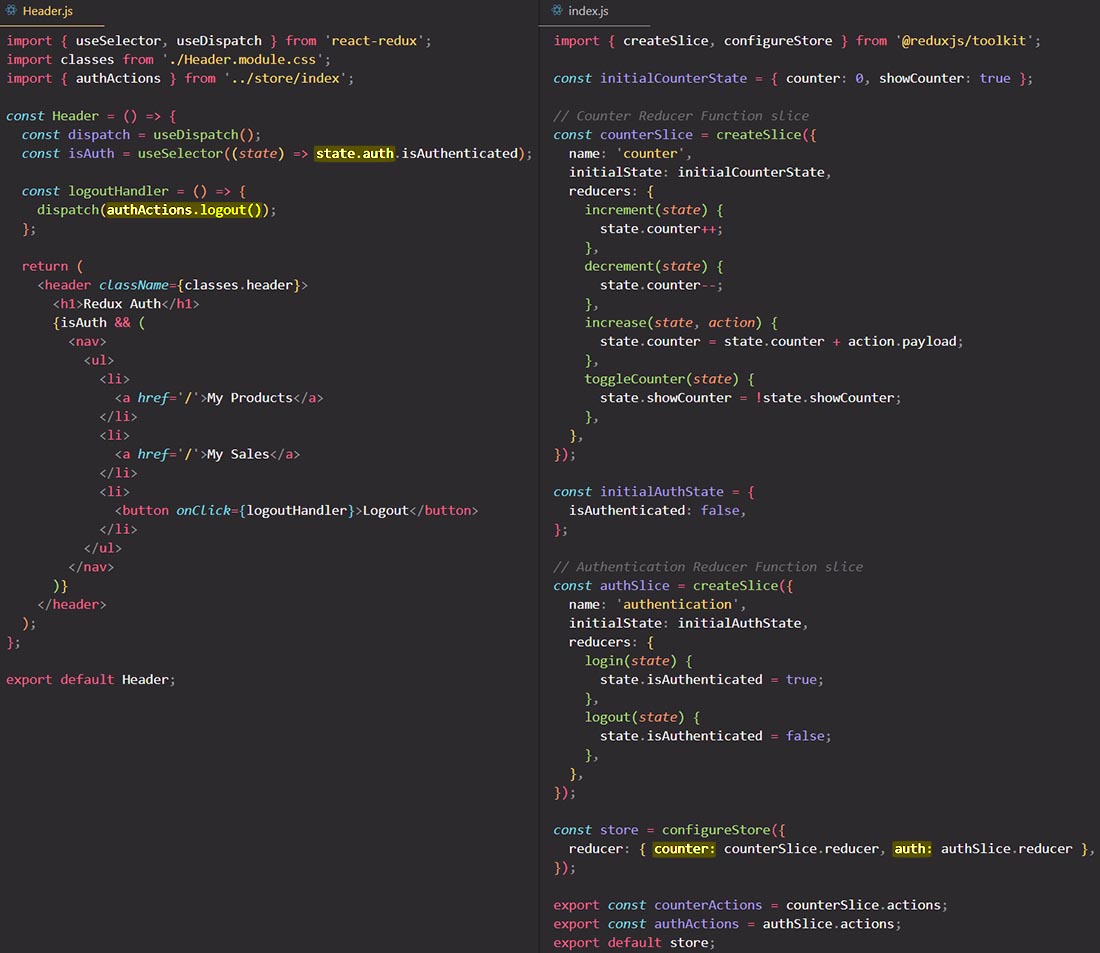 Header.js
import { useSelector, useDispatch } from 'react-redux';
import classes from './Header.module.css';
import { authActions } from '../store/index';
const Header = () => {
const dispatch = useDispatch();
const isAuth = useSelector((state) => state.auth.isAuthenticated);
const logoutHandler = () => {
dispatch(authActions.logout());
};
return (
<header className={classes.header}>
<h1>Redux Auth</h1>
{isAuth && (
<nav>
<ul>
<li>
<a href='/'>My Products</a>
</li>
<li>
<a href='/'>My Sales</a>
</li>
<li>
<button onClick={logoutHandler}>Logout</button>
</li>
</ul>
</nav>
)}
</header>
);
};
export default Header;
index.js
import { createSlice, configureStore } from '@reduxjs/toolkit';
const initialCounterState = { counter: 0, showCounter: true };
// Counter Reducer Function slice
const counterSlice = createSlice({
name: 'counter',
initialState: initialCounterState,
reducers: {
increment(state) {
state.counter++;
},
decrement(state) {
state.counter--;
},
increase(state, action) {
state.counter = state.counter + action.payload;
},
toggleCounter(state) {
state.showCounter = !state.showCounter;
},
},
});
const initialAuthState = {
isAuthenticated: false,
};
// Authentication Reducer Function slice
const authSlice = createSlice({
name: 'authentication',
initialState: initialAuthState,
reducers: {
login(state) {
state.isAuthenticated = true;
},
logout(state) {
state.isAuthenticated = false;
},
},
});
const store = configureStore({
reducer: { counter: counterSlice.reducer, auth: authSlice.reducer },
});
export const counterActions = counterSlice.actions;
export const authActions = authSlice.actions;
export default store;